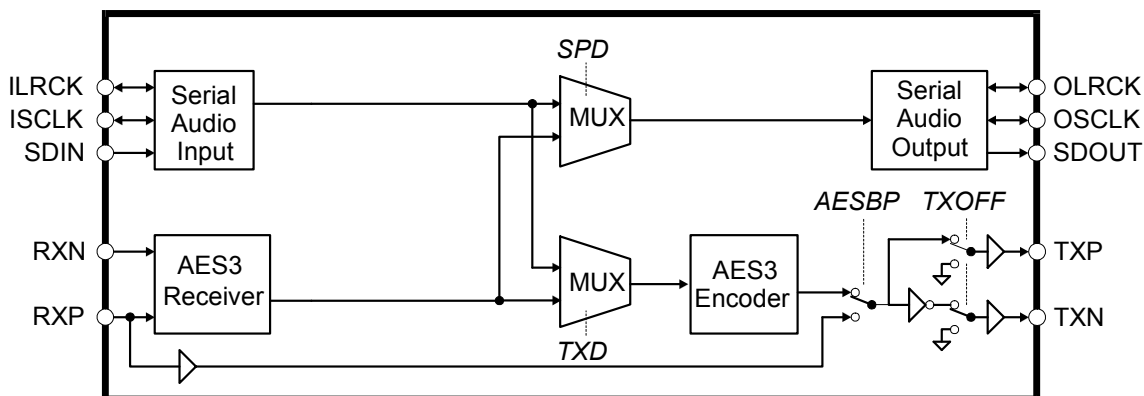 SPD
ILRCK
ISCLK
SDIN
Serial
Audio
Input
MUX
Serial
Audio
Output
OLRCK
OSCLK
SDOUT
AESBP
TXOFF
RXN
RXP
AES3
Receiver
MUX
TXD
AES3
Encoder
TXP
TXN